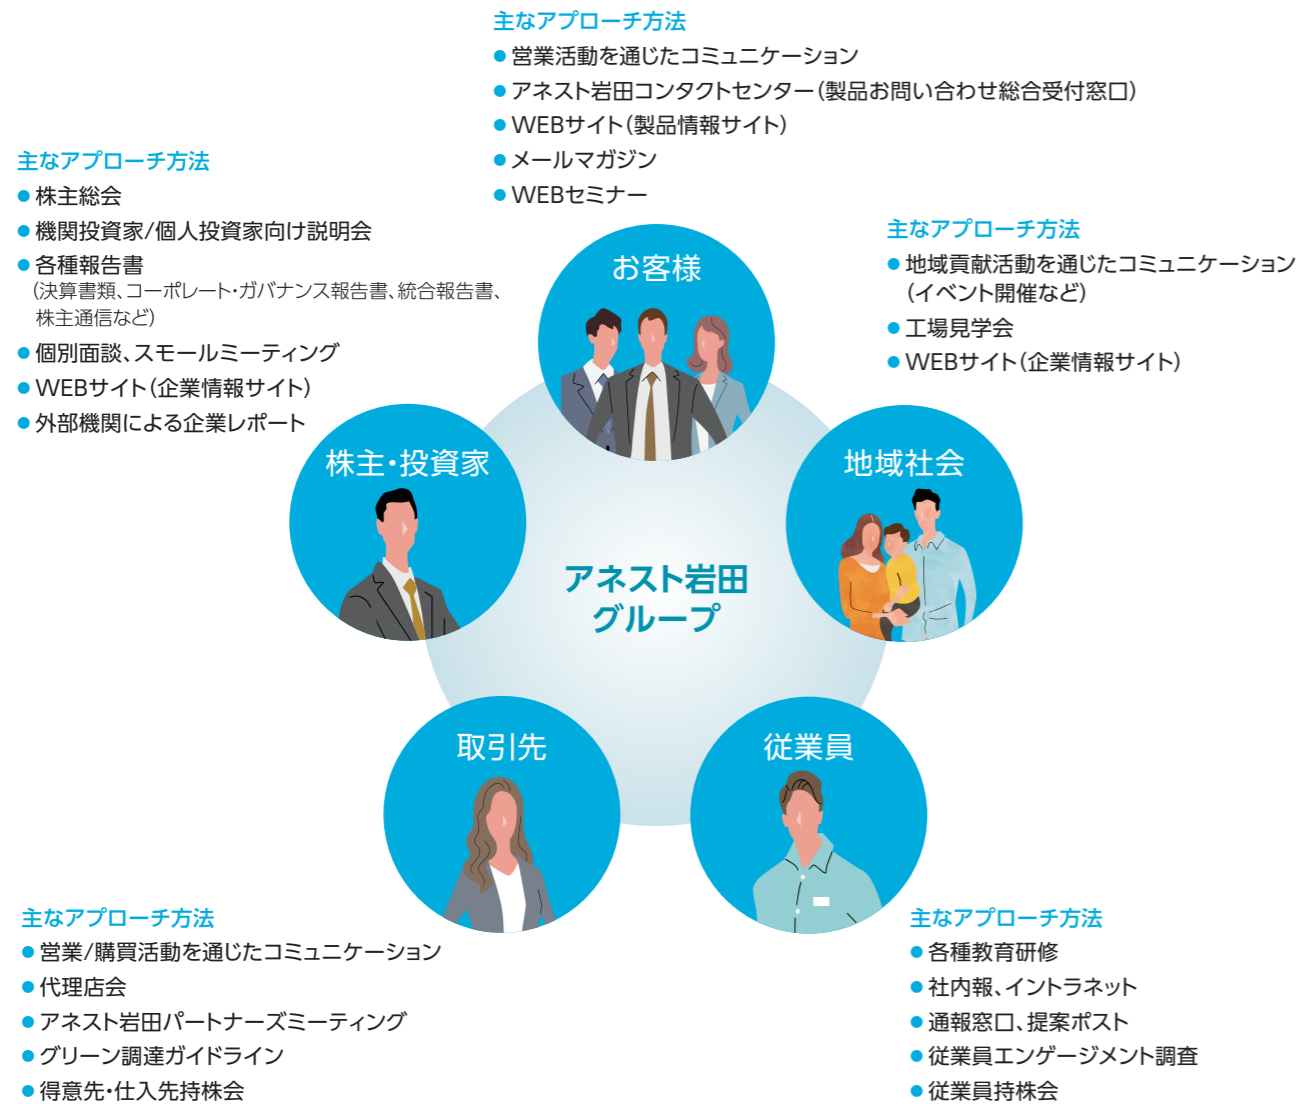 主なアプローチ方法
● 営業活動を通じたコミュニケーション
● アネスト岩田コンタクトセンター（製品お問い合わせ総合受付窓口）
● WEBサイト（製品情報サイト）
● メールマガジン
● WEBセミナー
お客様
主なアプローチ方法
● 株主総会
● 機関投資家/個人投資家向け説明会
● 各種報告書
（決算書類、コーポレート・ガバナンス報告書、統合報告書、
株主通信など）
● 個別面談、スモールミーティング
● WEBサイト（企業情報サイト）
● 外部機関による企業レポート
株主・投資家
主なアプローチ方法
● 地域貢献活動を通じたコミュニケーション
（イベント開催など）
● 工場見学会
● WEBサイト（企業情報サイト）
地域社会
アネスト岩田
グループ
取引先
主なアプローチ方法
● 営業/購買活動を通じたコミュニケーション
● 代理店会
● アネスト岩田パートナーズミーティング
● グリーン調達ガイドライン
● 得意先・仕入先持株会
従業員
主なアプローチ方法
● 各種教育研修
● 社内報、イントラネット
● 通報窓口、提案ポスト
● 従業員エンゲージメント調査
● 従業員持株会